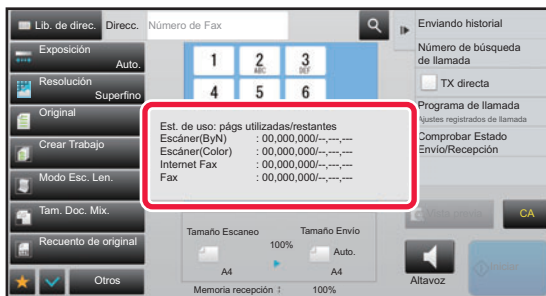 Lib. de direc.
Direcc.
Número de Fax
Exposición
Auto.
Resolución
Superfino
Original
Crear Trabajo
Modo Esc. Len.
Tam. Doc. Mix.
Recuento de original
Otros
1
2
ABC
3
DEF
4
5
6
Est. de uso: págs utilizadas/restantes
Escáner(ByN) : 00,000,000/--,---,---
Escáner(Color) : 00,000,000/--,---,---
Internet Fax : 00,000,000/--,---,---
Fax : 00,000,000/--,---,---
Tamaño Escaneo
Tamaño Envío
100%
Auto.
A4
A4
Memoria recepción : 100%
Enviando historial
Número de búsqueda
de llamada
TX directa
Programa de llamada
Ajustes registrados de llamada
Comprobar Estado
Envío/Recepción
CA
Altavoz
Iniciar